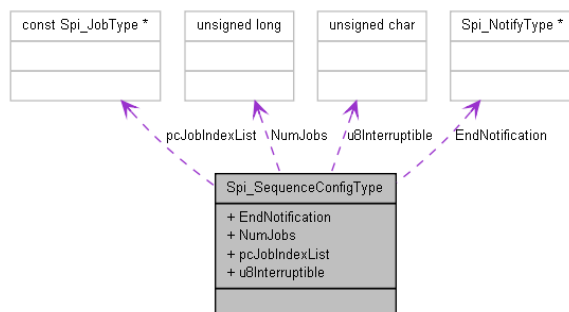 const Spi_JobType *
unsigned long
unsigned char
Spi_NotifyType *
pcJobIndexList
NumJobs
u8Interruptible
EndNotification
Spi_SequenceConfigType
+ EndNotification
+ NumJobs
+ pcJobIndexList
+ u8Interruptible